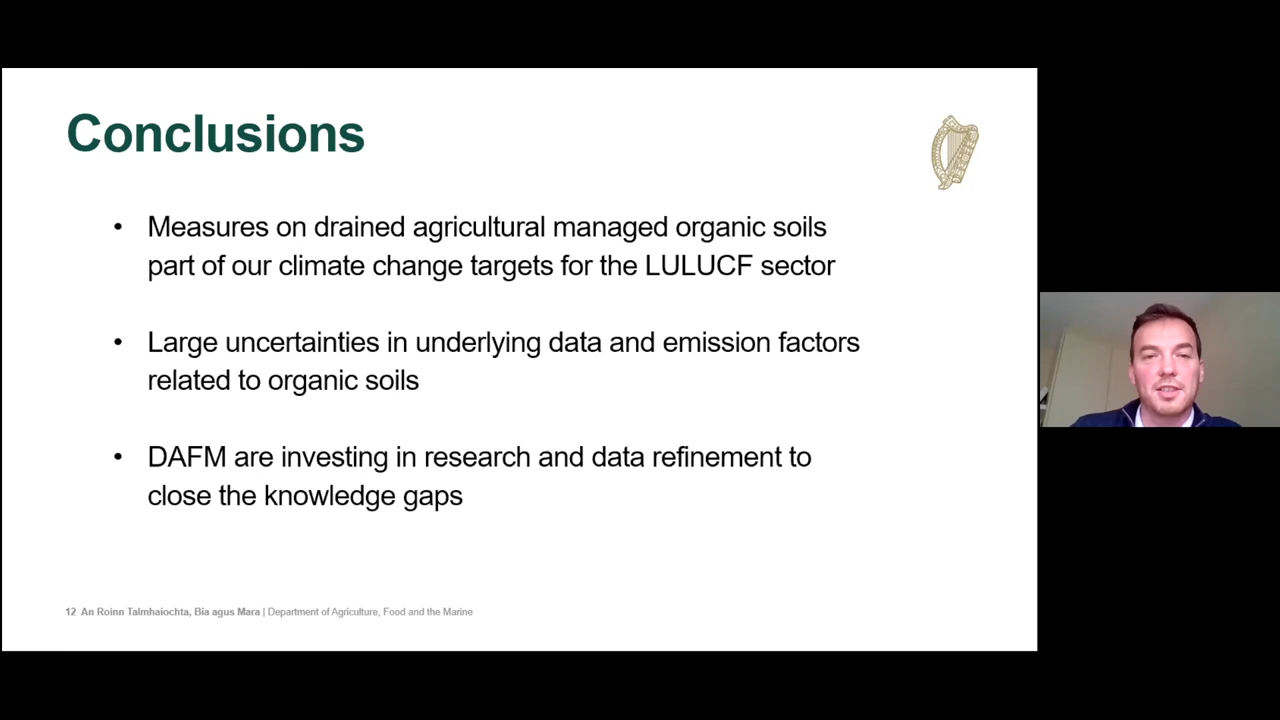 Conclusions
• Measures on drained agricultural managed organic soils
part of our climate change targets for the LULUCF sector
• Large uncertainties in underlying data and emission factors
related to organic soils
• DAFM are investing in research and data refinement to
close the knowledge gaps
12 An Roinn Talmhaíochta, Bia agus Mara | Department of Agriculture, Food and the Marine